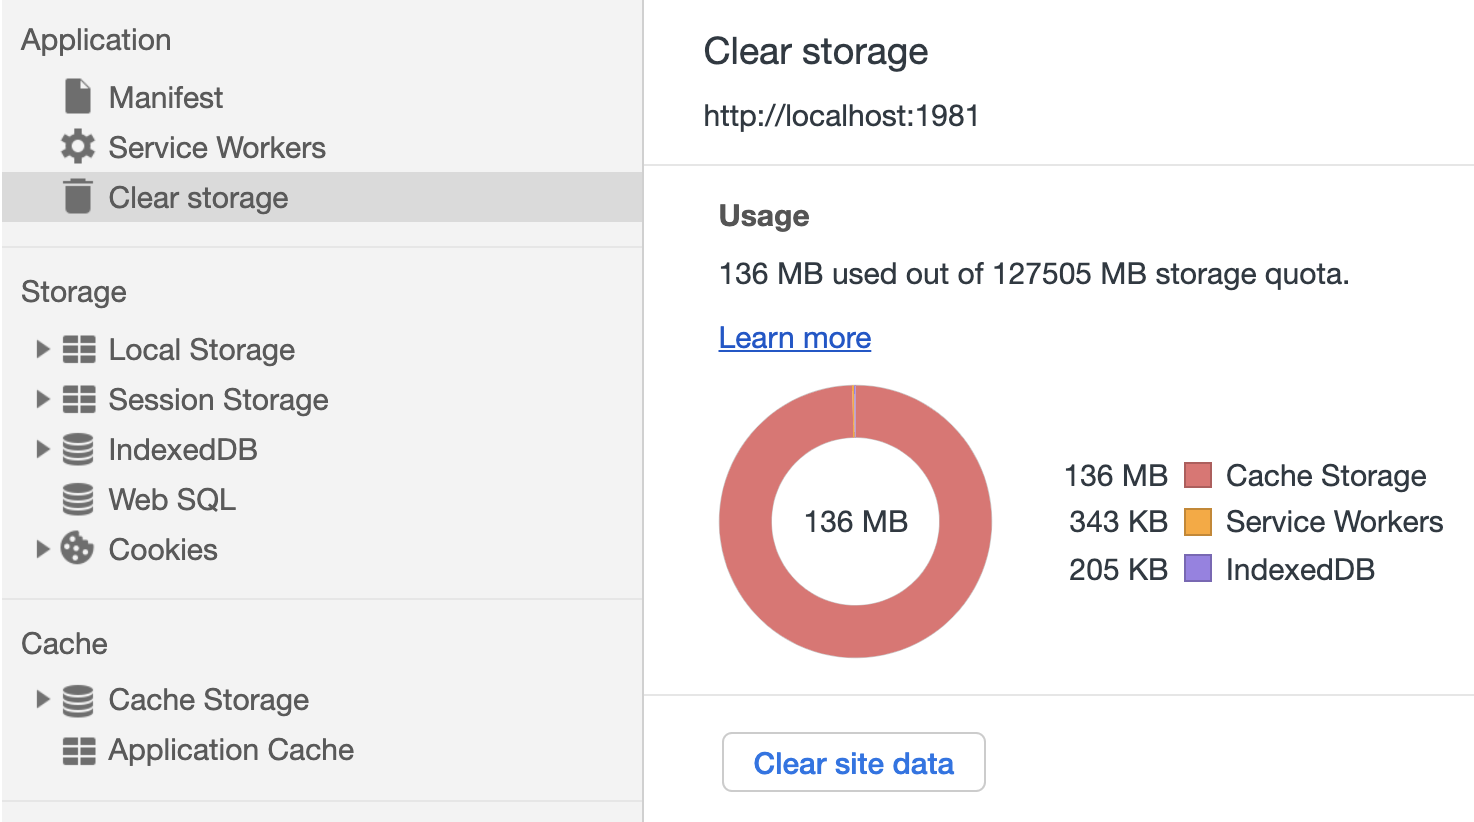 Application
Manifest
Service Workers
Clear storage
Storage
Local Storage
Session Storage
IndexedDB
Web SQL
Cookies
Cache
Cache Storage
Application Cache
Clear storage
http://localhost:1981
Usage
136 MB used out of 127505 MB storage quota.
Learn more
136 MB
136 MB Cache Storage
343 KB Service Workers
205 KB IndexedDB
Clear site data